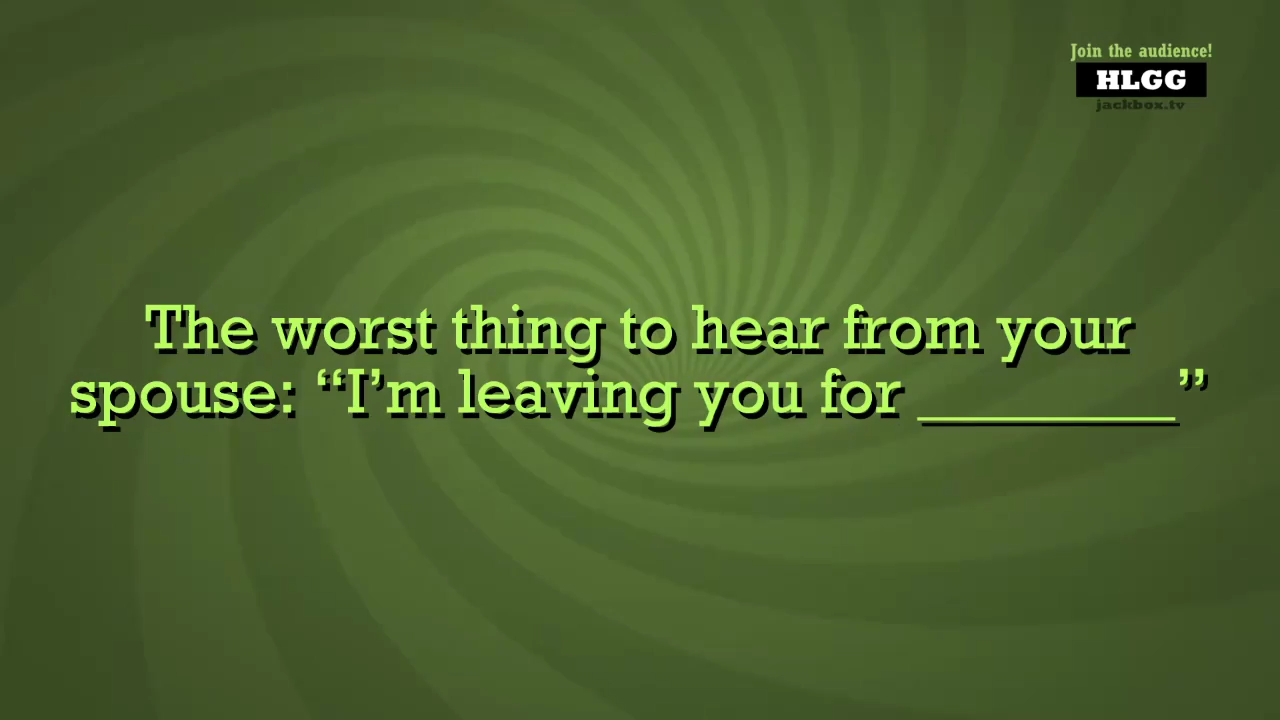 Join the audience!
HLGG
jackbox.tv
The worst thing to hear from your
spouse: “I’m leaving you for ________”